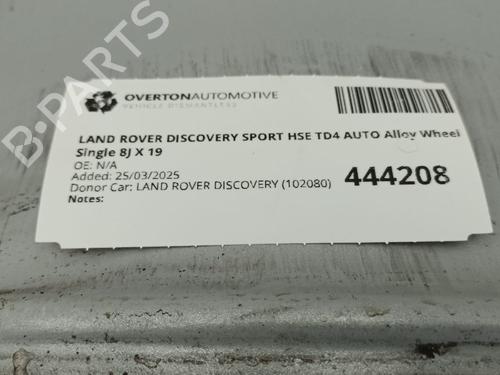 B-PARTS
OVERTONAUTOMOTIVE
VEHICLE DISMANTLERS
LAND ROVER DISCOVERY SPORT HSE TD4 AUTO Alloy Wheel
Single 8J X 19
OE: N/A
Added: 25/03/2025
Donor Car: LAND ROVER DISCOVERY (102080)
444208
Notes: